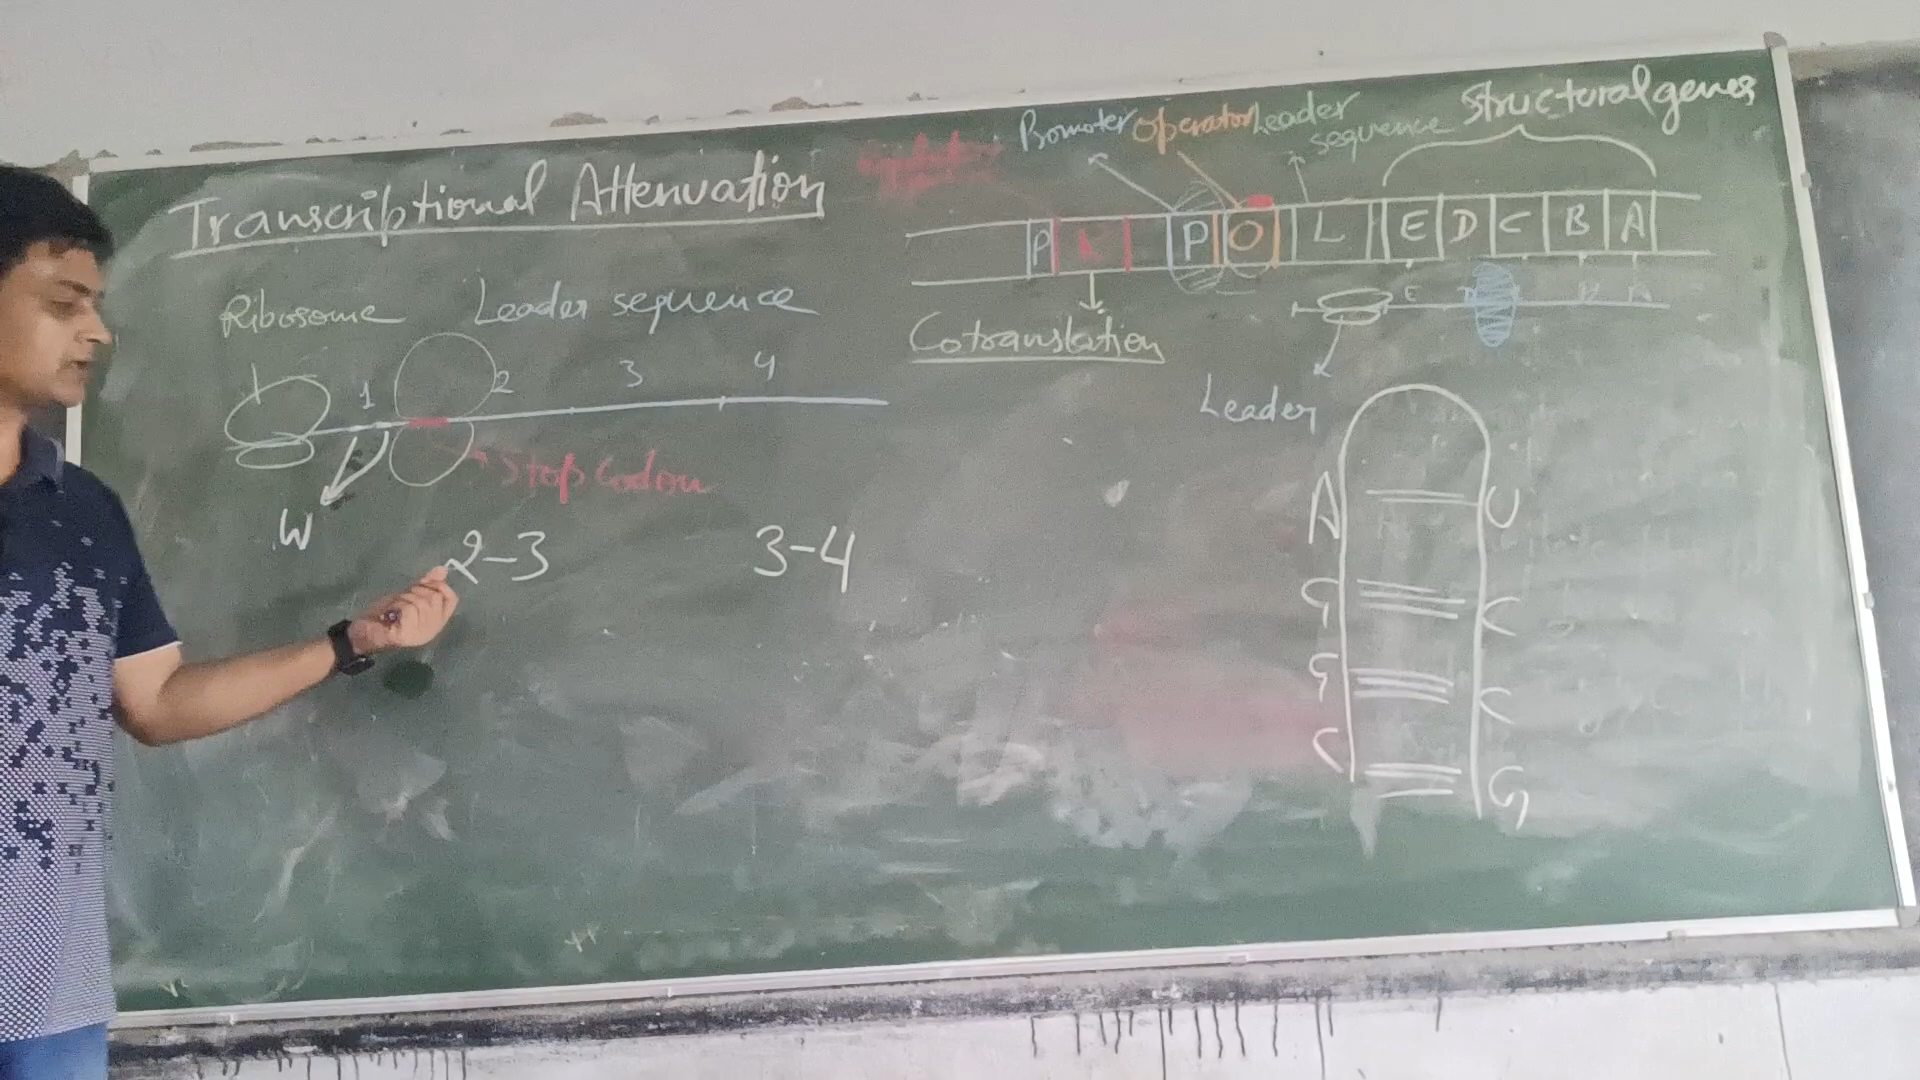 Transcriptional Attenuation
Promoter Operator Leader sequence Structural genes
P R P O L E D C B A
Ribosome Leader sequence
1 2 3 4
Cotranslation
E
Leader
Stop Codon
W
2-3 3-4
A U
G C
G C
C G